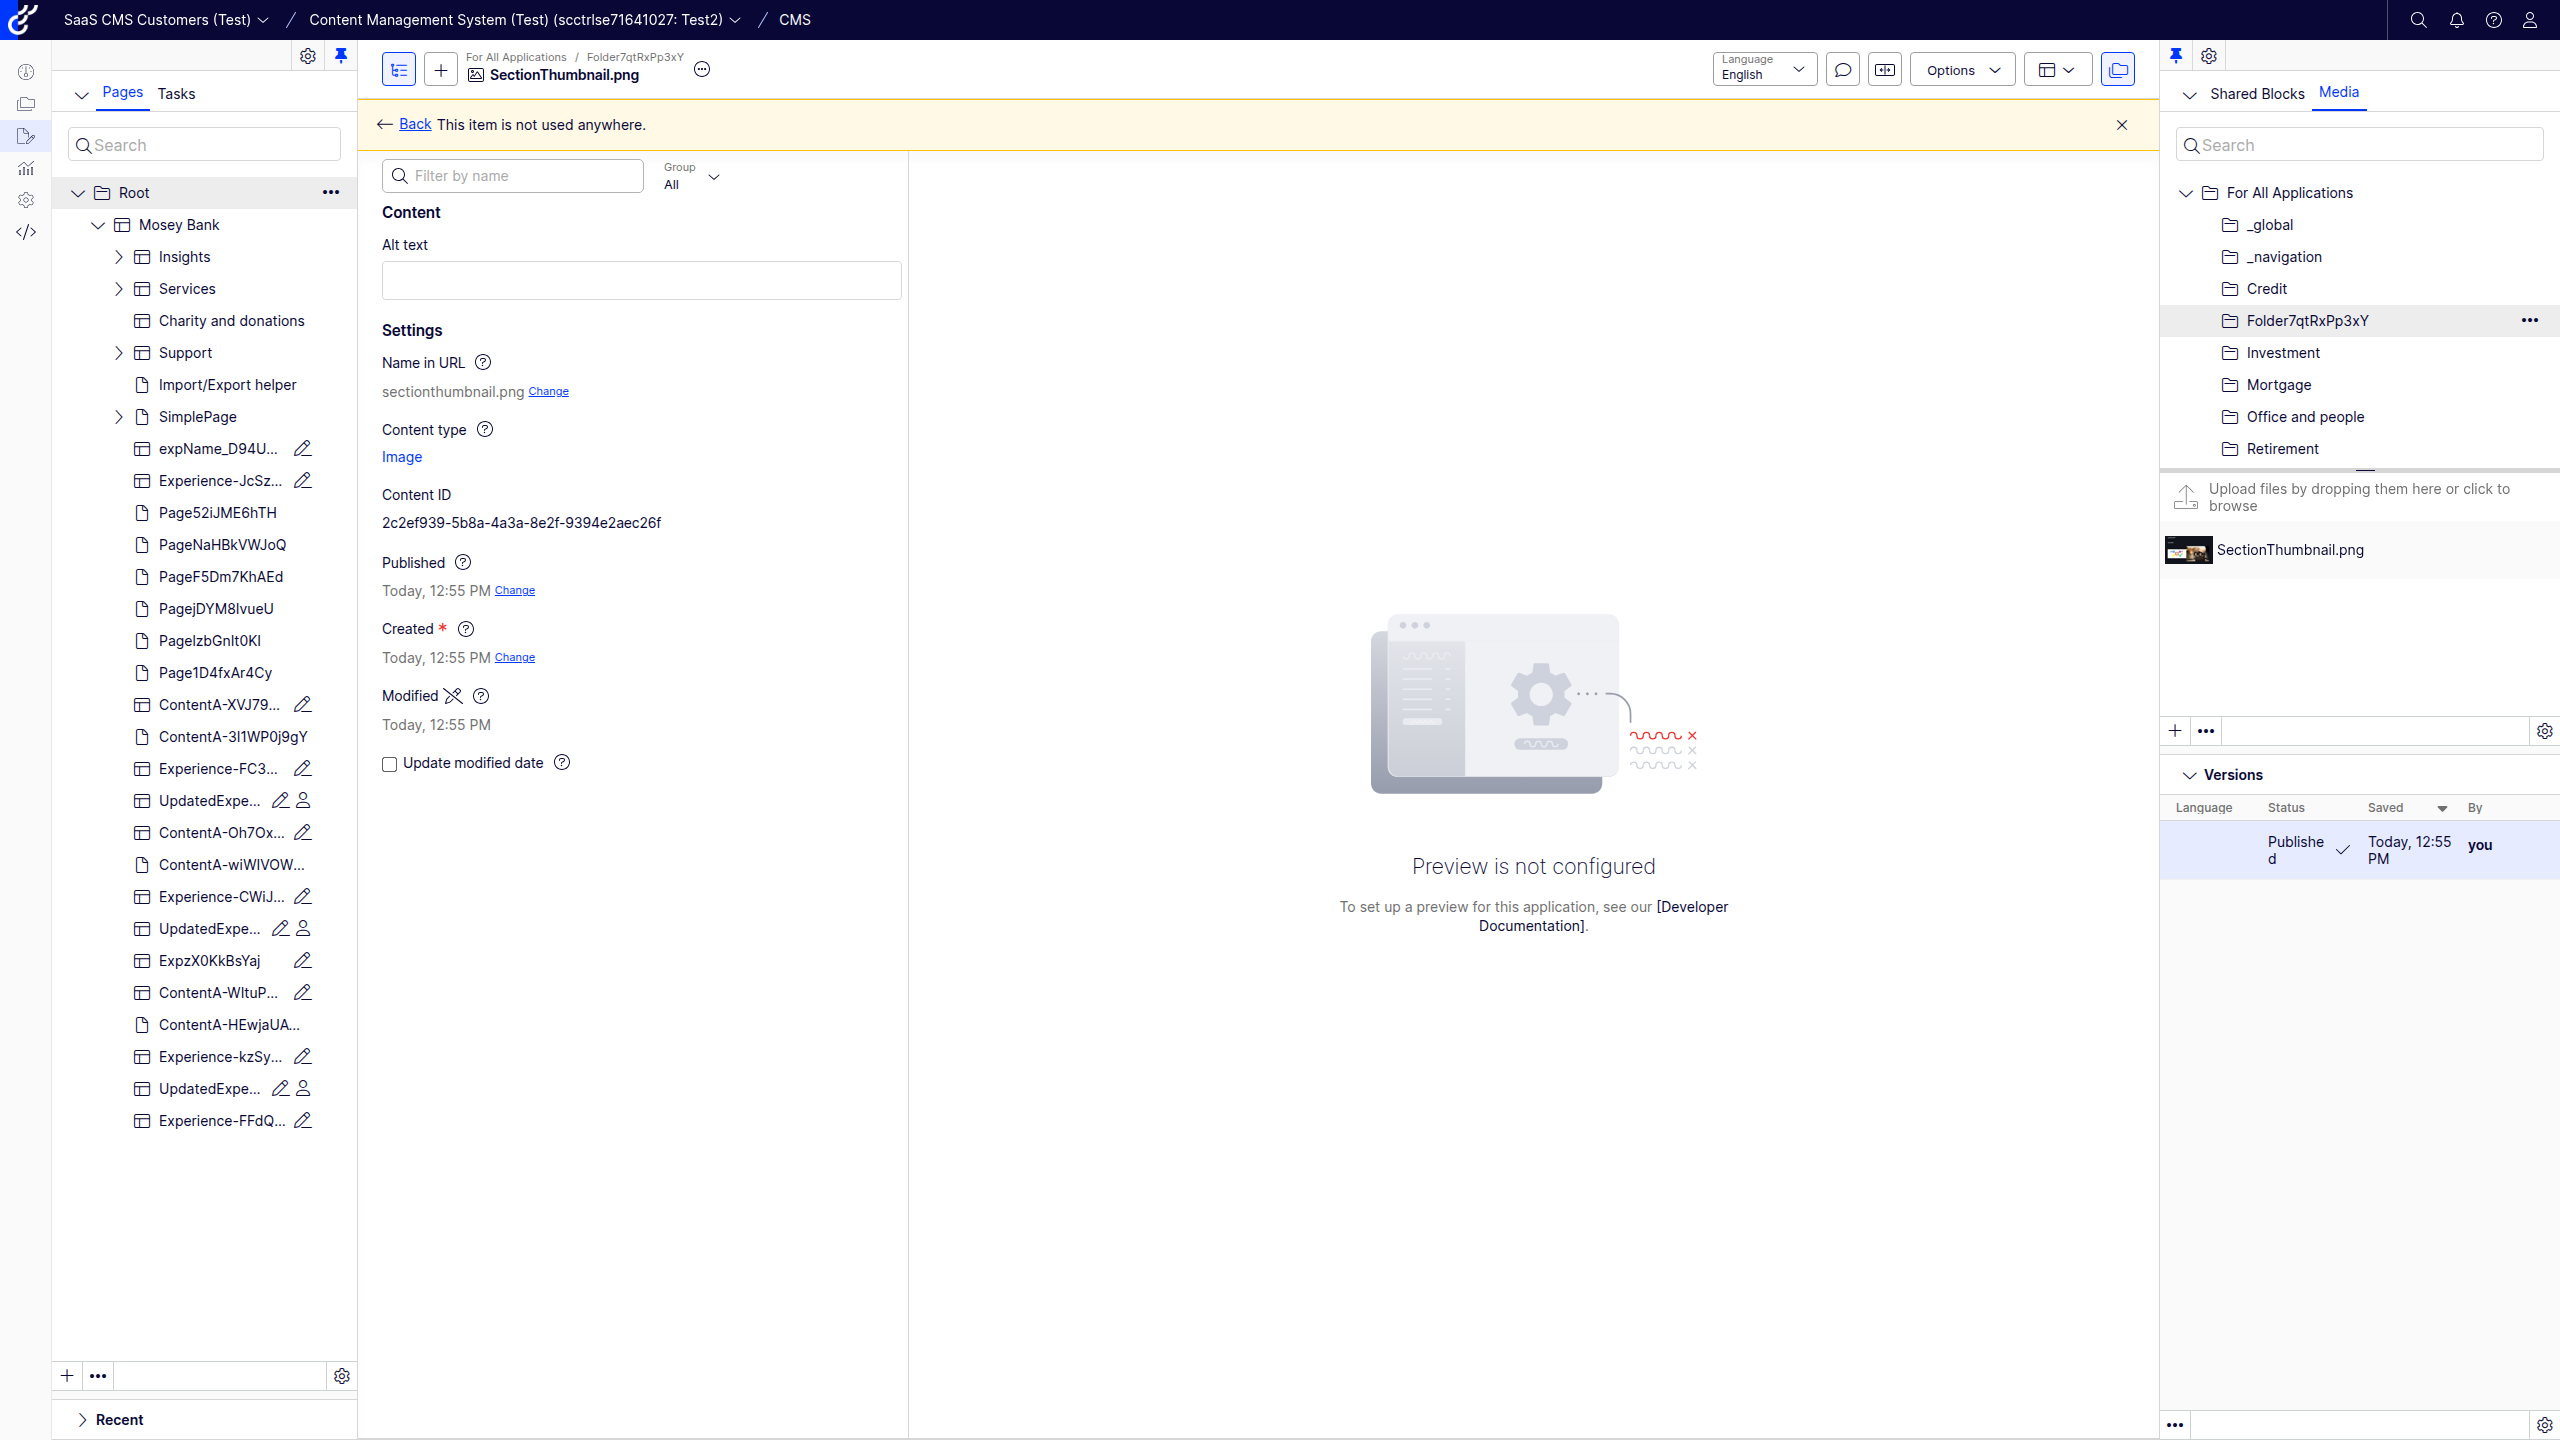 SaaS CMS Customers (Test)
Content Management System (Test) (scctrlse71641027: Test2)
CMS
Pages
Tasks
Search
Root
Mosey Bank
Insights
Services
Charity and donations
Support
Import/Export helper
SimplePage
expName_D94U...
Experience-JcSz...
Page52iJME6hTH
PageNaHBkVWJoQ
PageF5Dm7KhAEd
PagejDYM8IvueU
PageIzbGnIt0KI
Page1D4fxAr4Cy
ContentA-XVJ79...
ContentA-3I1WP0j9gY
Experience-FC3...
UpdatedExpe...
ContentA-Oh7Ox...
ContentA-wiWIVOW...
Experience-CWiJ...
UpdatedExpe...
ExpzX0KkBsYaj
ContentA-WItuP...
ContentA-HEwjaUA...
Experience-kzSy...
UpdatedExpe...
Experience-FFdQ...
Recent
For All Applications / Folder7qtRxPp3xY
SectionThumbnail.png
Language
English
Options
Back This item is not used anywhere.
Filter by name
Group
All
Content
Alt text
Settings
Name in URL
sectionthumbnail.png Change
Content type
Image
Content ID
2c2ef939-5b8a-4a3a-8e2f-9394e2aec26f
Published
Today, 12:55 PM Change
Created *
Today, 12:55 PM Change
Modified
Today, 12:55 PM
Update modified date
Preview is not configured
To set up a preview for this application, see our [Developer
Documentation].
Shared Blocks
Media
Search
For All Applications
_global
_navigation
Credit
Folder7qtRxPp3xY
Investment
Mortgage
Office and people
Retirement
Upload files by dropping them here or click to
browse
SectionThumbnail.png
Versions
Language Status Saved By
Publishe
d
Today, 12:55
PM
you